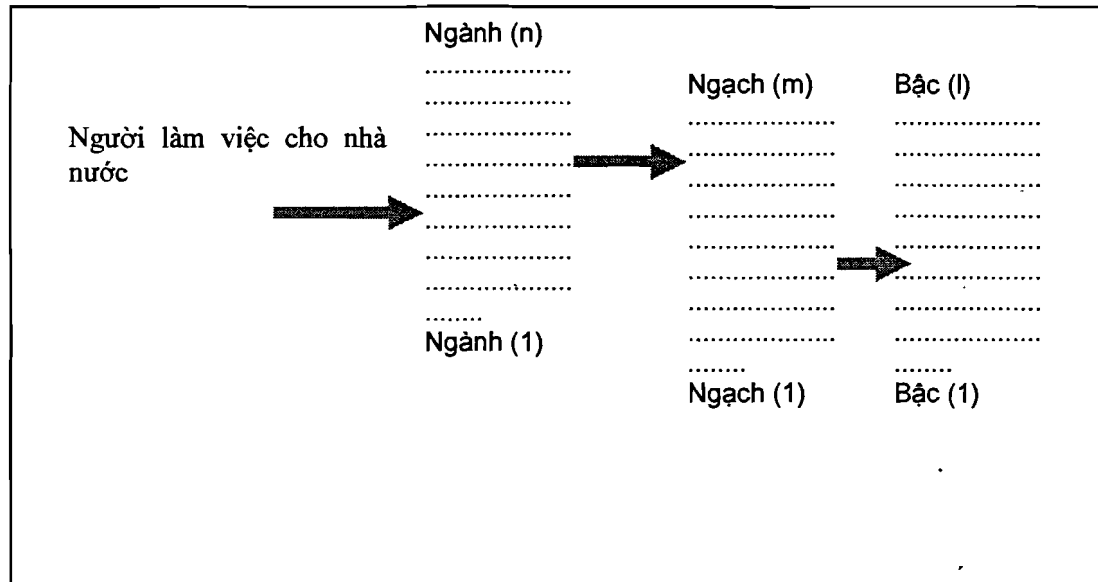 Ngành (n)
Ngạch (m) Bậc (l)
Người làm việc cho nhà
nước
Ngành (1)
Ngạch (1) Bậc (1)